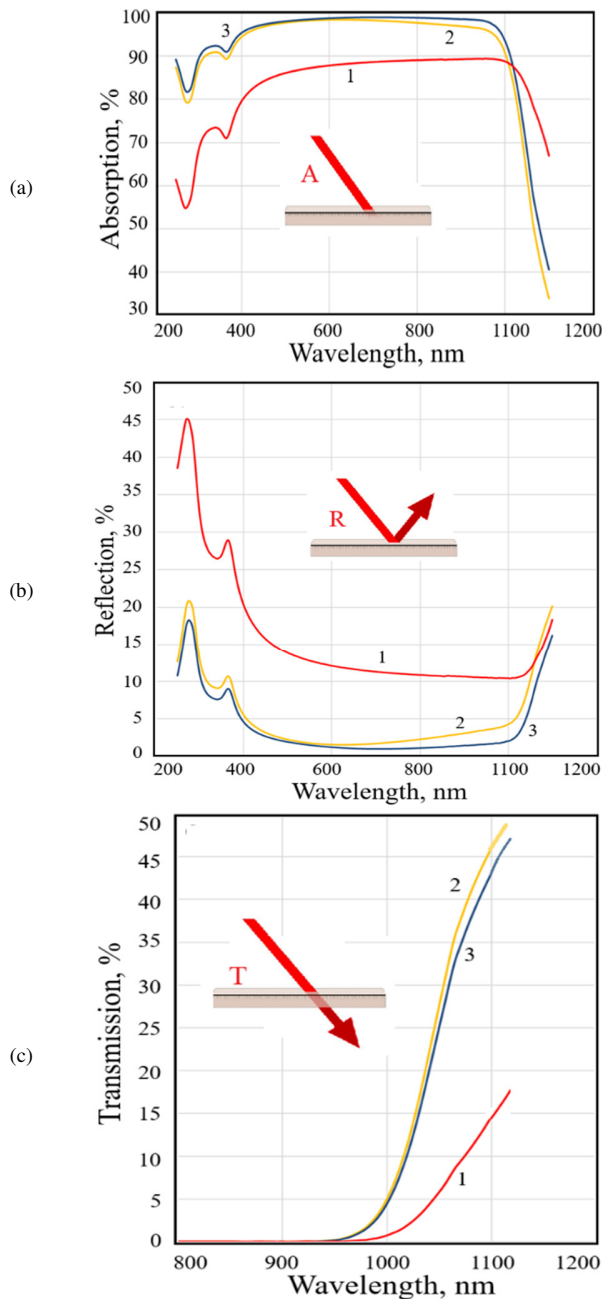 (a)
Absorption, %
100
90
80
70
60
50
40
30
3
2
1
A
200 400 600 800 1100 1200
Wavelength, nm
(b)
Reflection, %
50
45
40
35
30
25
20
15
10
5
0
R
1
2
3
200 400 600 800 1100 1200
Wavelength, nm
(c)
Transmission, %
50
45
40
35
30
25
20
15
10
5
0
2
3
T
1
800 900 1000 1100 1200
Wavelength, nm